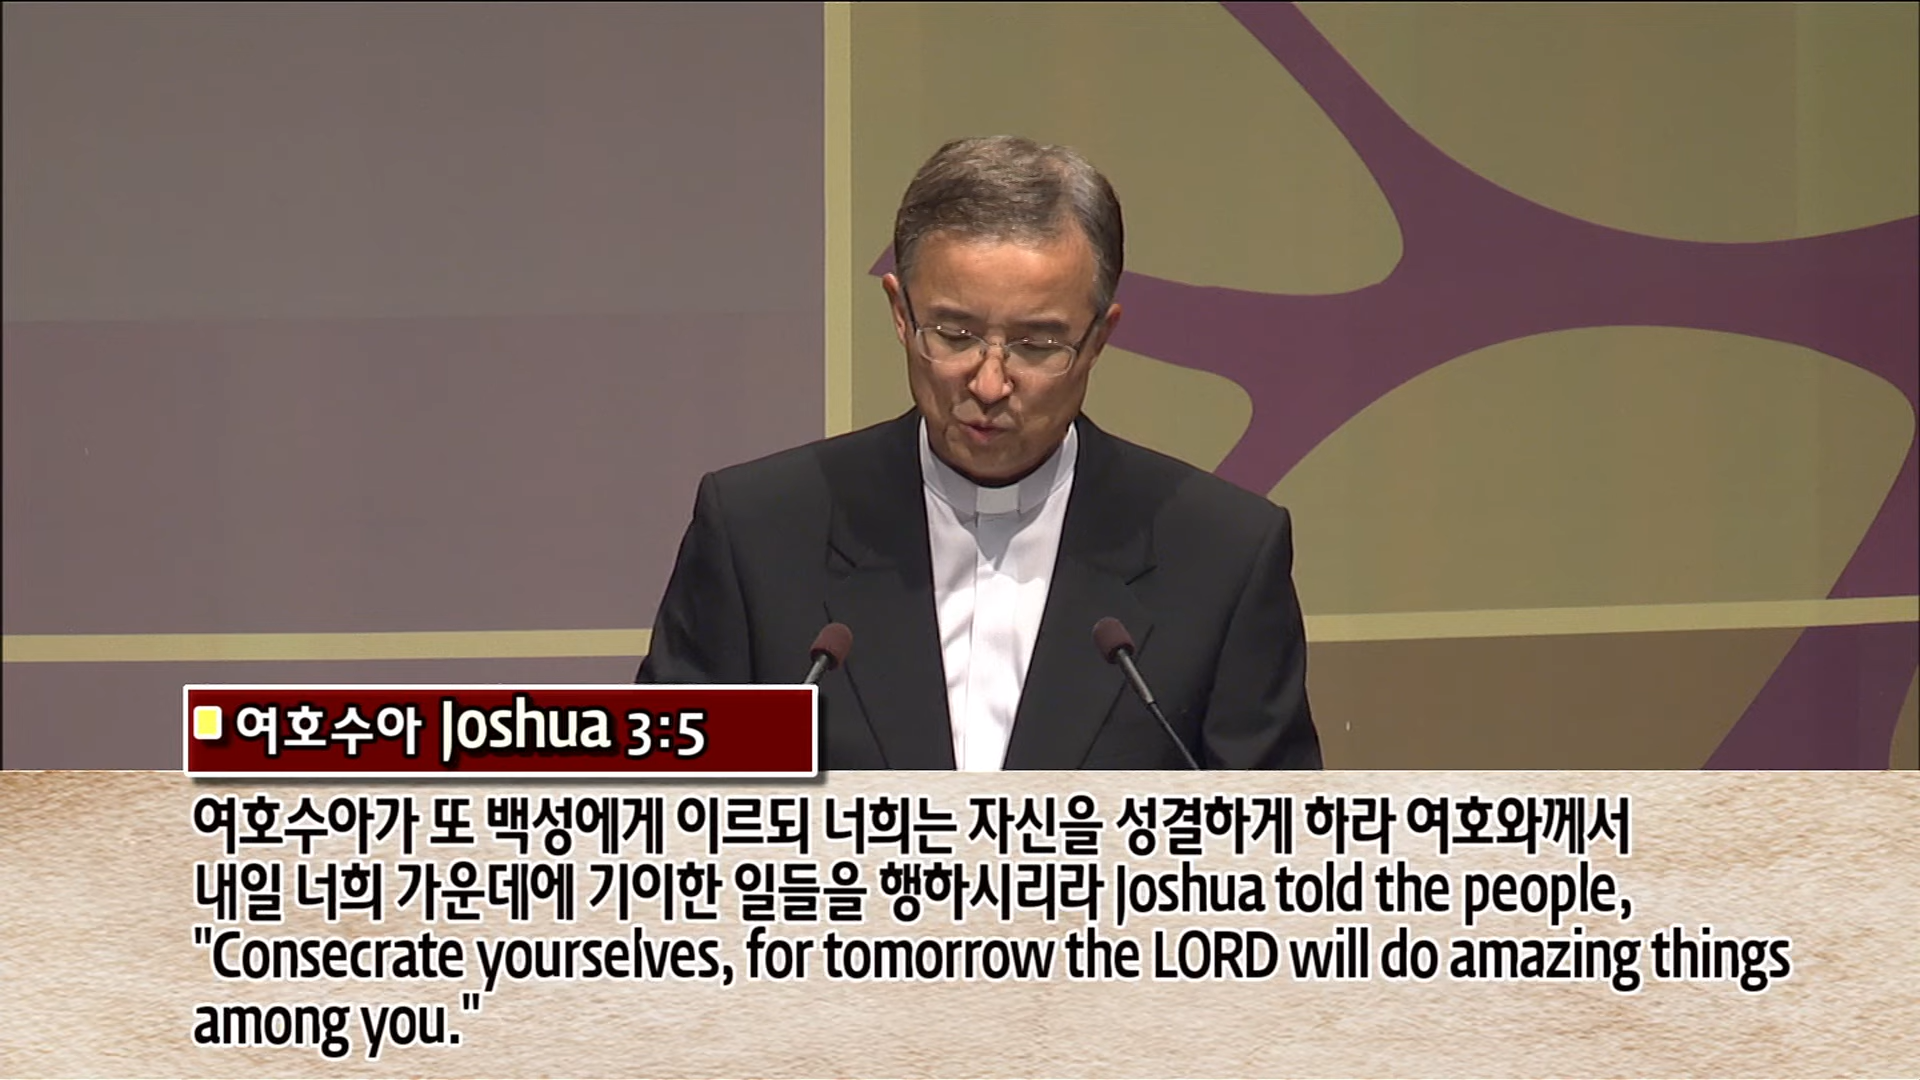 여호수아 Joshua 3:5
여호수아가 또 백성에게 이르되 너희는 자신을 성결하게 하라 여호와께서
내일 너희 가운데에 기이한 일들을 행하시리라 Joshua told the people,
"Consecrate yourselves, for tomorrow the LORD will do amazing things
among you."